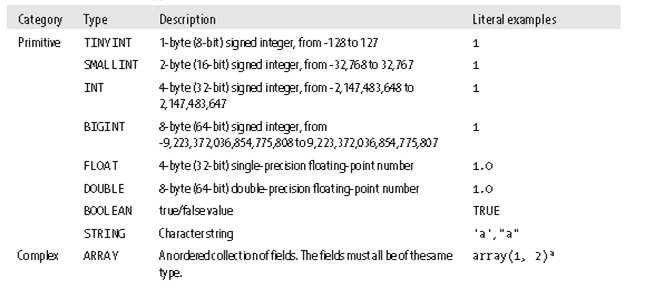 Category Type Description Literal examples
Primitive TINYINT 1-byte (8-bit) signed integer, from -128 to 127 1
SMALLINT 2-byte (16-bit) signed integer, from -32,768 to 32,767 1
INT 4-byte (32-bit) signed integer, from -2,147,483,648 to 1
2,147,483,647
BIGINT 8-byte (64-bit) signed integer, from 1
-9,223,372,036,854,775,808 to 9,223,372,036,854,775,807
FLOAT 4-byte (32-bit) single-precision floating-point number 1.0
DOUBLE 8-byte (64-bit) double-precision floating-point number 1.0
BOOLEAN true/false value TRUE
STRING Character string 'a', "a"
Complex ARRAY An ordered collection of fields. The fields must all be of the same array(1, 2)ᵃ
type.